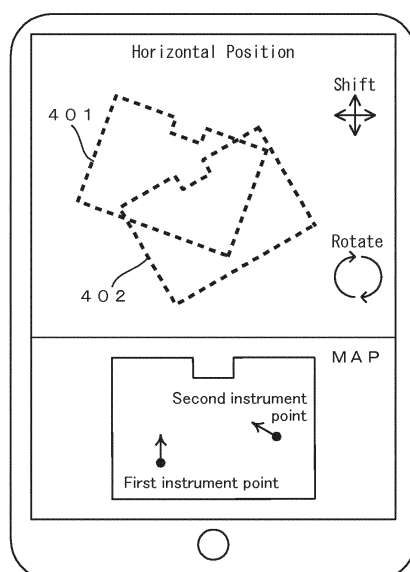 Horizontal Position
Shift
401
Rotate
402
MAP
Second instrument
point
First instrument point